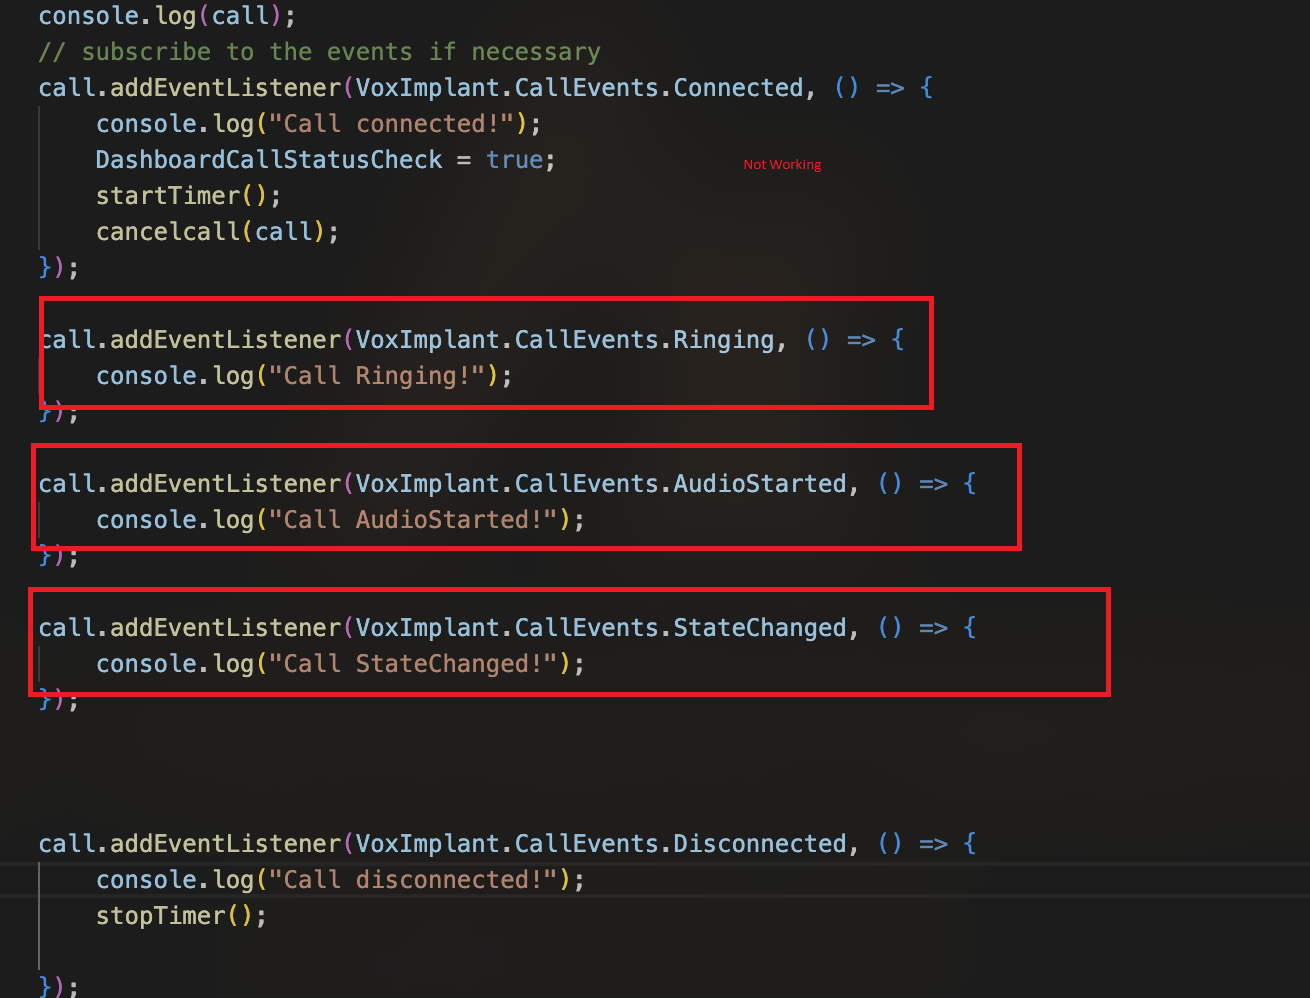 console.log(call);
// subscribe to the events if necessary
call.addEventListener(VoxImplant.CallEvents.Connected, () => {
console.log("Call connected!");
DashboardCallStatusCheck = true;
Not Working
startTimer();
cancelcall(call);
});
call.addEventListener(VoxImplant.CallEvents.Ringing, () => {
console.log("Call Ringing!");
});
call.addEventListener(VoxImplant.CallEvents.AudioStarted, () => {
console.log("Call AudioStarted!");
});
call.addEventListener(VoxImplant.CallEvents.StateChanged, () => {
console.log("Call StateChanged!");
});
call.addEventListener(VoxImplant.CallEvents.Disconnected, () => {
console.log("Call disconnected!");
stopTimer();
});